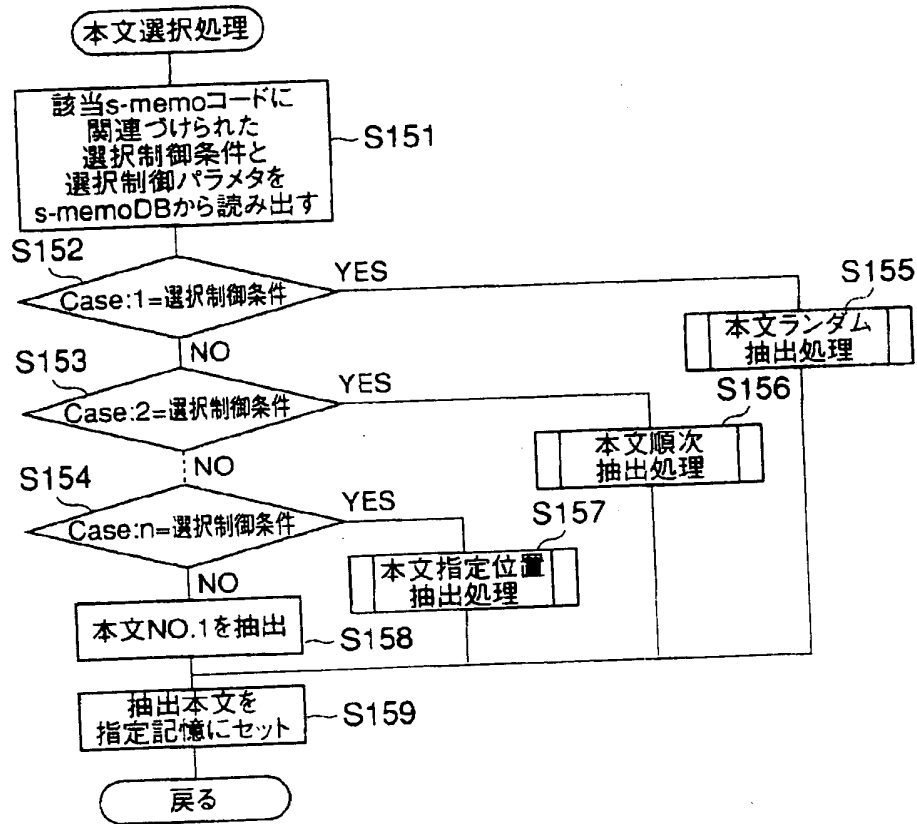 本文選択処理
該当s-memoコードに
関連づけられた
選択制御条件と
選択制御パラメタを
s-memoDBから読み出す
S151
S152
Case:1=選択制御条件
YES
NO
S155
本文ランダム
抽出処理
S153
Case:2=選択制御条件
YES
NO
S156
本文順次
抽出処理
S154
Case:n=選択制御条件
YES
NO
S157
本文指定位置
抽出処理
本文NO.1を抽出
S158
抽出本文を
指定記憶にセット
S159
戻る